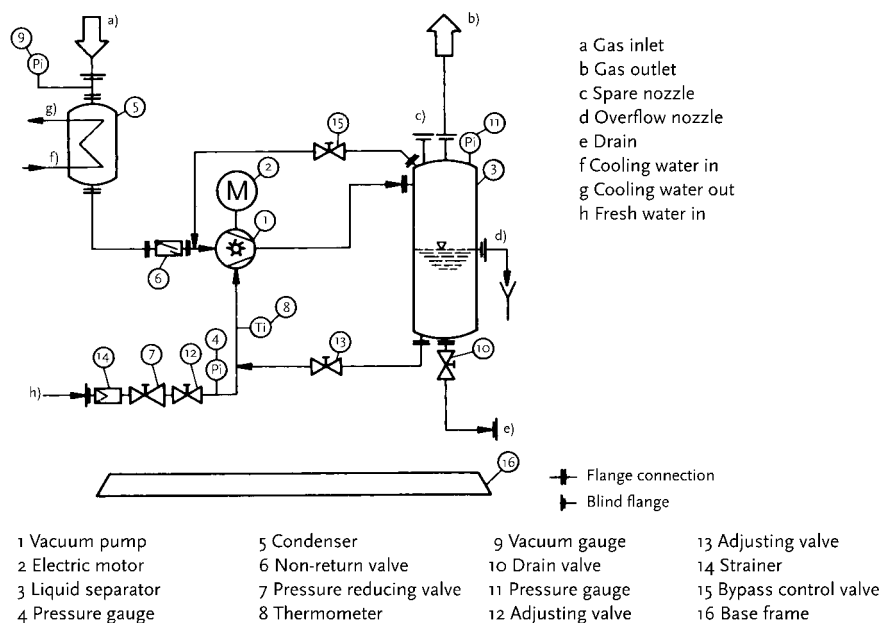 a)
b)
9
Pi
g)
5
f)
15
c)
11
Pi
3
2
M
1
d)
6
8
Ti
4
14
7
12
Pi
13
10
h)
e)
16
a Gas inlet
b Gas outlet
c Spare nozzle
d Overflow nozzle
e Drain
f Cooling water in
g Cooling water out
h Fresh water in
Flange connection
Blind flange
1 Vacuum pump
2 Electric motor
3 Liquid separator
4 Pressure gauge
5 Condenser
6 Non-return valve
7 Pressure reducing valve
8 Thermometer
9 Vacuum gauge
10 Drain valve
11 Pressure gauge
12 Adjusting valve
13 Adjusting valve
14 Strainer
15 Bypass control valve
16 Base frame